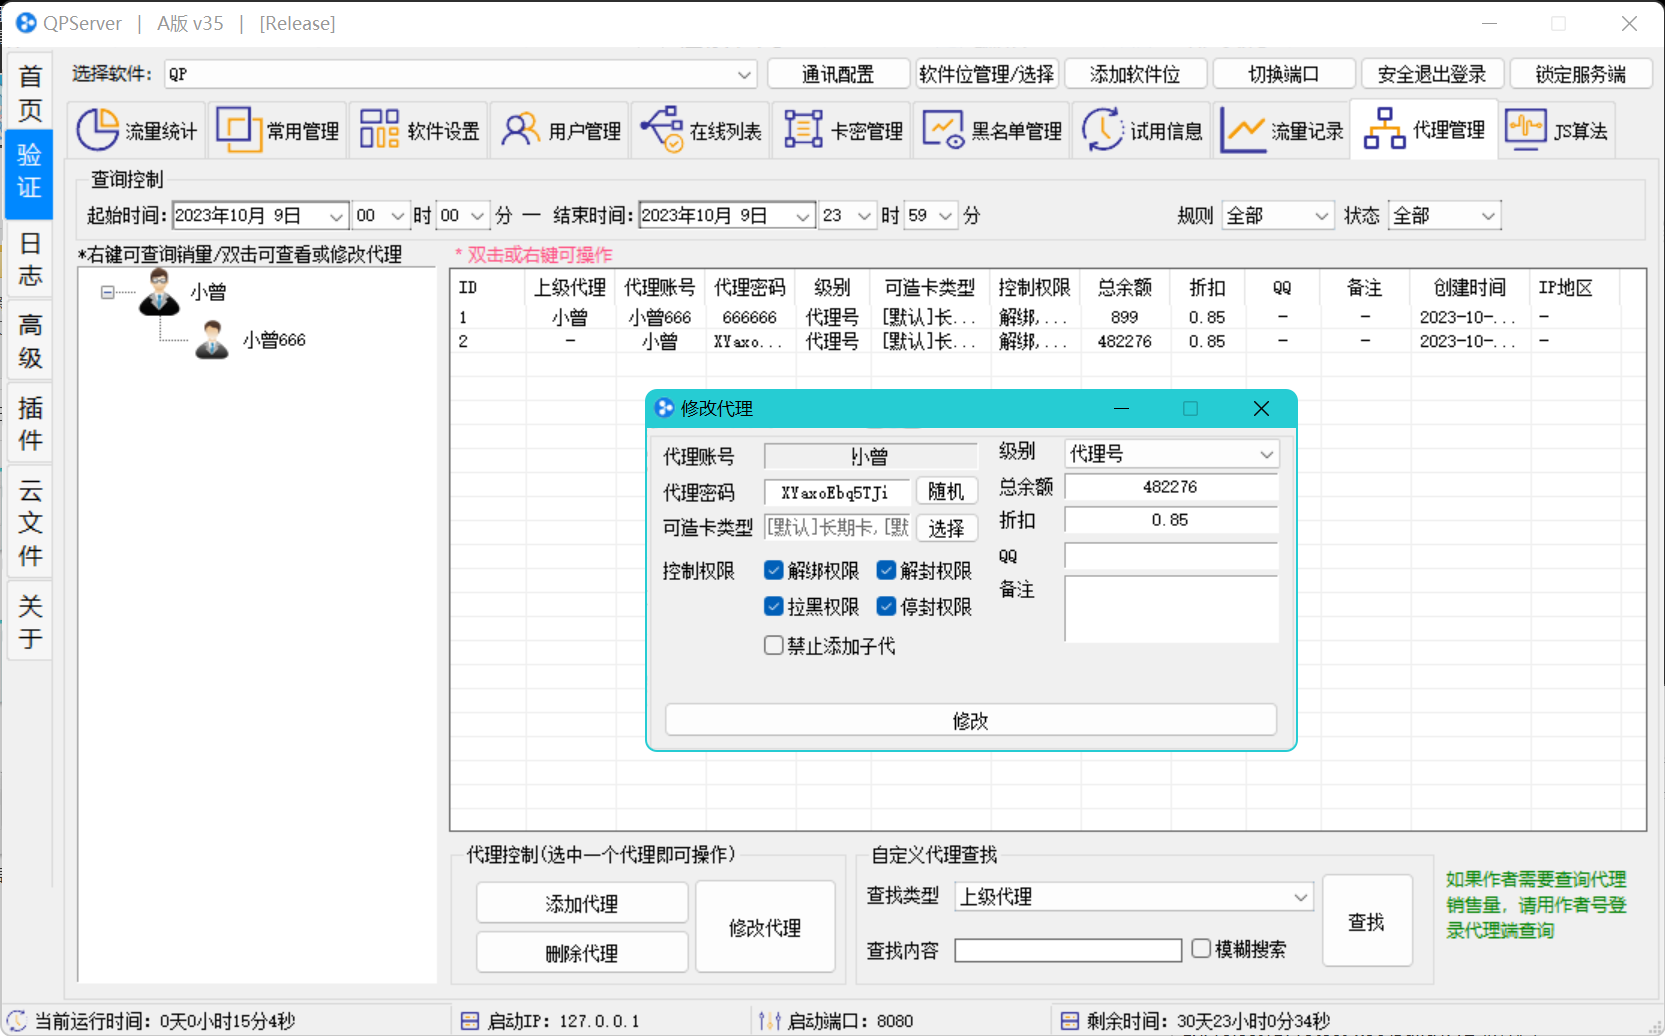 QPServer | A版 v35 | [Release]
选择软件: QP 通讯配置 软件位管理/选择 添加软件位 切换端口 安全退出登录 锁定服务端
首页
验证
日志
高级
插件
云文件
关于
流量统计 常用管理 软件设置 用户管理 在线列表 卡密管理 黑名单管理 试用信息 流量记录 代理管理 JS算法
查询控制
起始时间: 2023年10月 9日 00 时 00 分 — 结束时间: 2023年10月 9日 23 时 59 分 规则 全部 状态 全部
*右键可查询销量/双击可查看或修改代理
* 双击或右键可操作
小曾
小曾666
ID 上级代理 代理账号 代理密码 级别 可造卡类型 控制权限 总余额 折扣 QQ 备注 创建时间 IP地区
1 小曾 小曾666 666666 代理号 [默认]长... 解绑,... 899 0.85 - - 2023-10-... -
2 - 小曾 XYaxo... 代理号 [默认]长... 解绑,... 482276 0.85 - - 2023-10-... -
修改代理
代理账号 小曾 级别 代理号
代理密码 XYaxoEbq5TJi 随机 总余额 482276
可造卡类型 [默认]长期卡,[默 选择 折扣 0.85
QQ
控制权限 解绑权限 解封权限 备注
拉黑权限 停封权限
禁止添加子代
修改
代理控制(选中一个代理即可操作)
添加代理
删除代理
修改代理
自定义代理查找
查找类型 上级代理
查找内容 模糊搜索
查找
如果作者需要查询代理
销售量，请用作者号登
录代理端查询
当前运行时间: 0天0小时15分4秒 启动IP: 127.0.0.1 启动端口: 8080 剩余时间: 30天23小时0分34秒